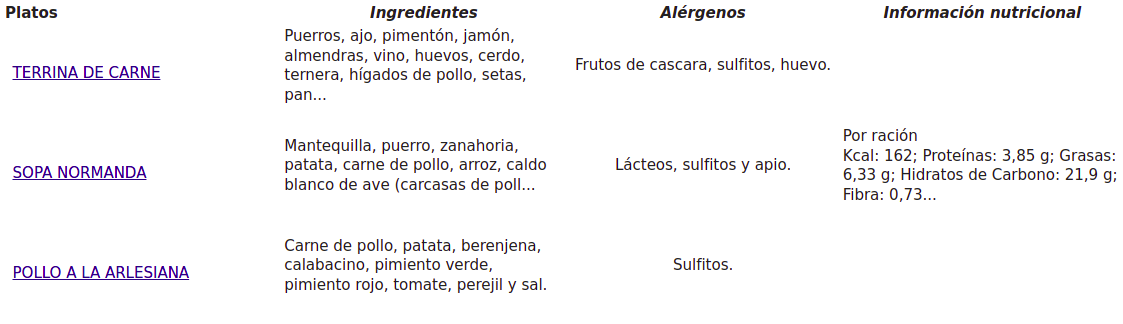 Platos Ingredientes Alérgenos Información nutricional
TERRINA DE CARNE
Puerros, ajo, pimentón, jamón,
almendras, vino, huevos, cerdo,
ternera, hígados de pollo, setas,
pan...
Frutos de cascara, sulfitos, huevo.
SOPA NORMANDA
Mantequilla, puerro, zanahoria,
patata, carne de pollo, arroz, caldo
blanco de ave (carcasas de poll...
Lácteos, sulfitos y apio.
Por ración
Kcal: 162; Proteínas: 3,85 g; Grasas:
6,33 g; Hidratos de Carbono: 21,9 g;
Fibra: 0,73...
POLLO A LA ARLESIANA
Carne de pollo, patata, berenjena,
calabacino, pimiento verde,
pimiento rojo, tomate, perejil y sal.
Sulfitos.